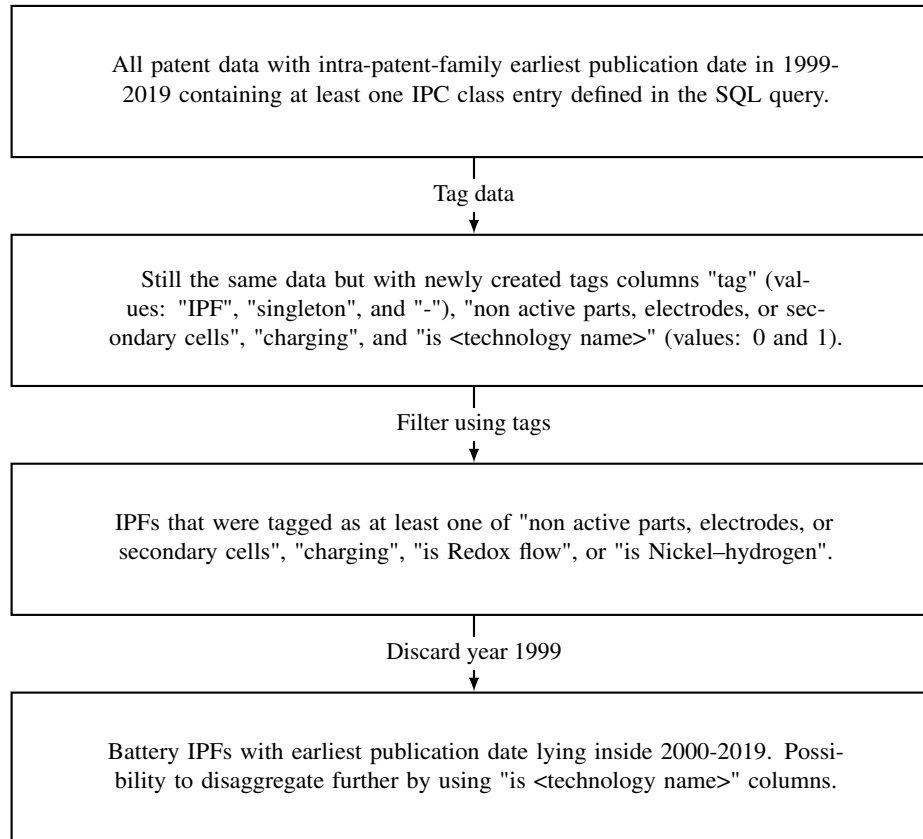 All patent data with intra-patent-family earliest publication date in 1999-
2019 containing at least one IPC class entry defined in the SQL query.
Tag data
Still the same data but with newly created tags columns "tag" (val-
ues: "IPF", "singleton", and "-"), "non active parts, electrodes, or sec-
ondary cells", "charging", and "is <technology name>" (values: 0 and 1).
Filter using tags
IPFs that were tagged as at least one of "non active parts, electrodes, or
secondary cells", "charging", "is Redox flow", or "is Nickel–hydrogen".
Discard year 1999
Battery IPFs with earliest publication date lying inside 2000-2019. Possi-
bility to disaggregate further by using "is <technology name>" columns.